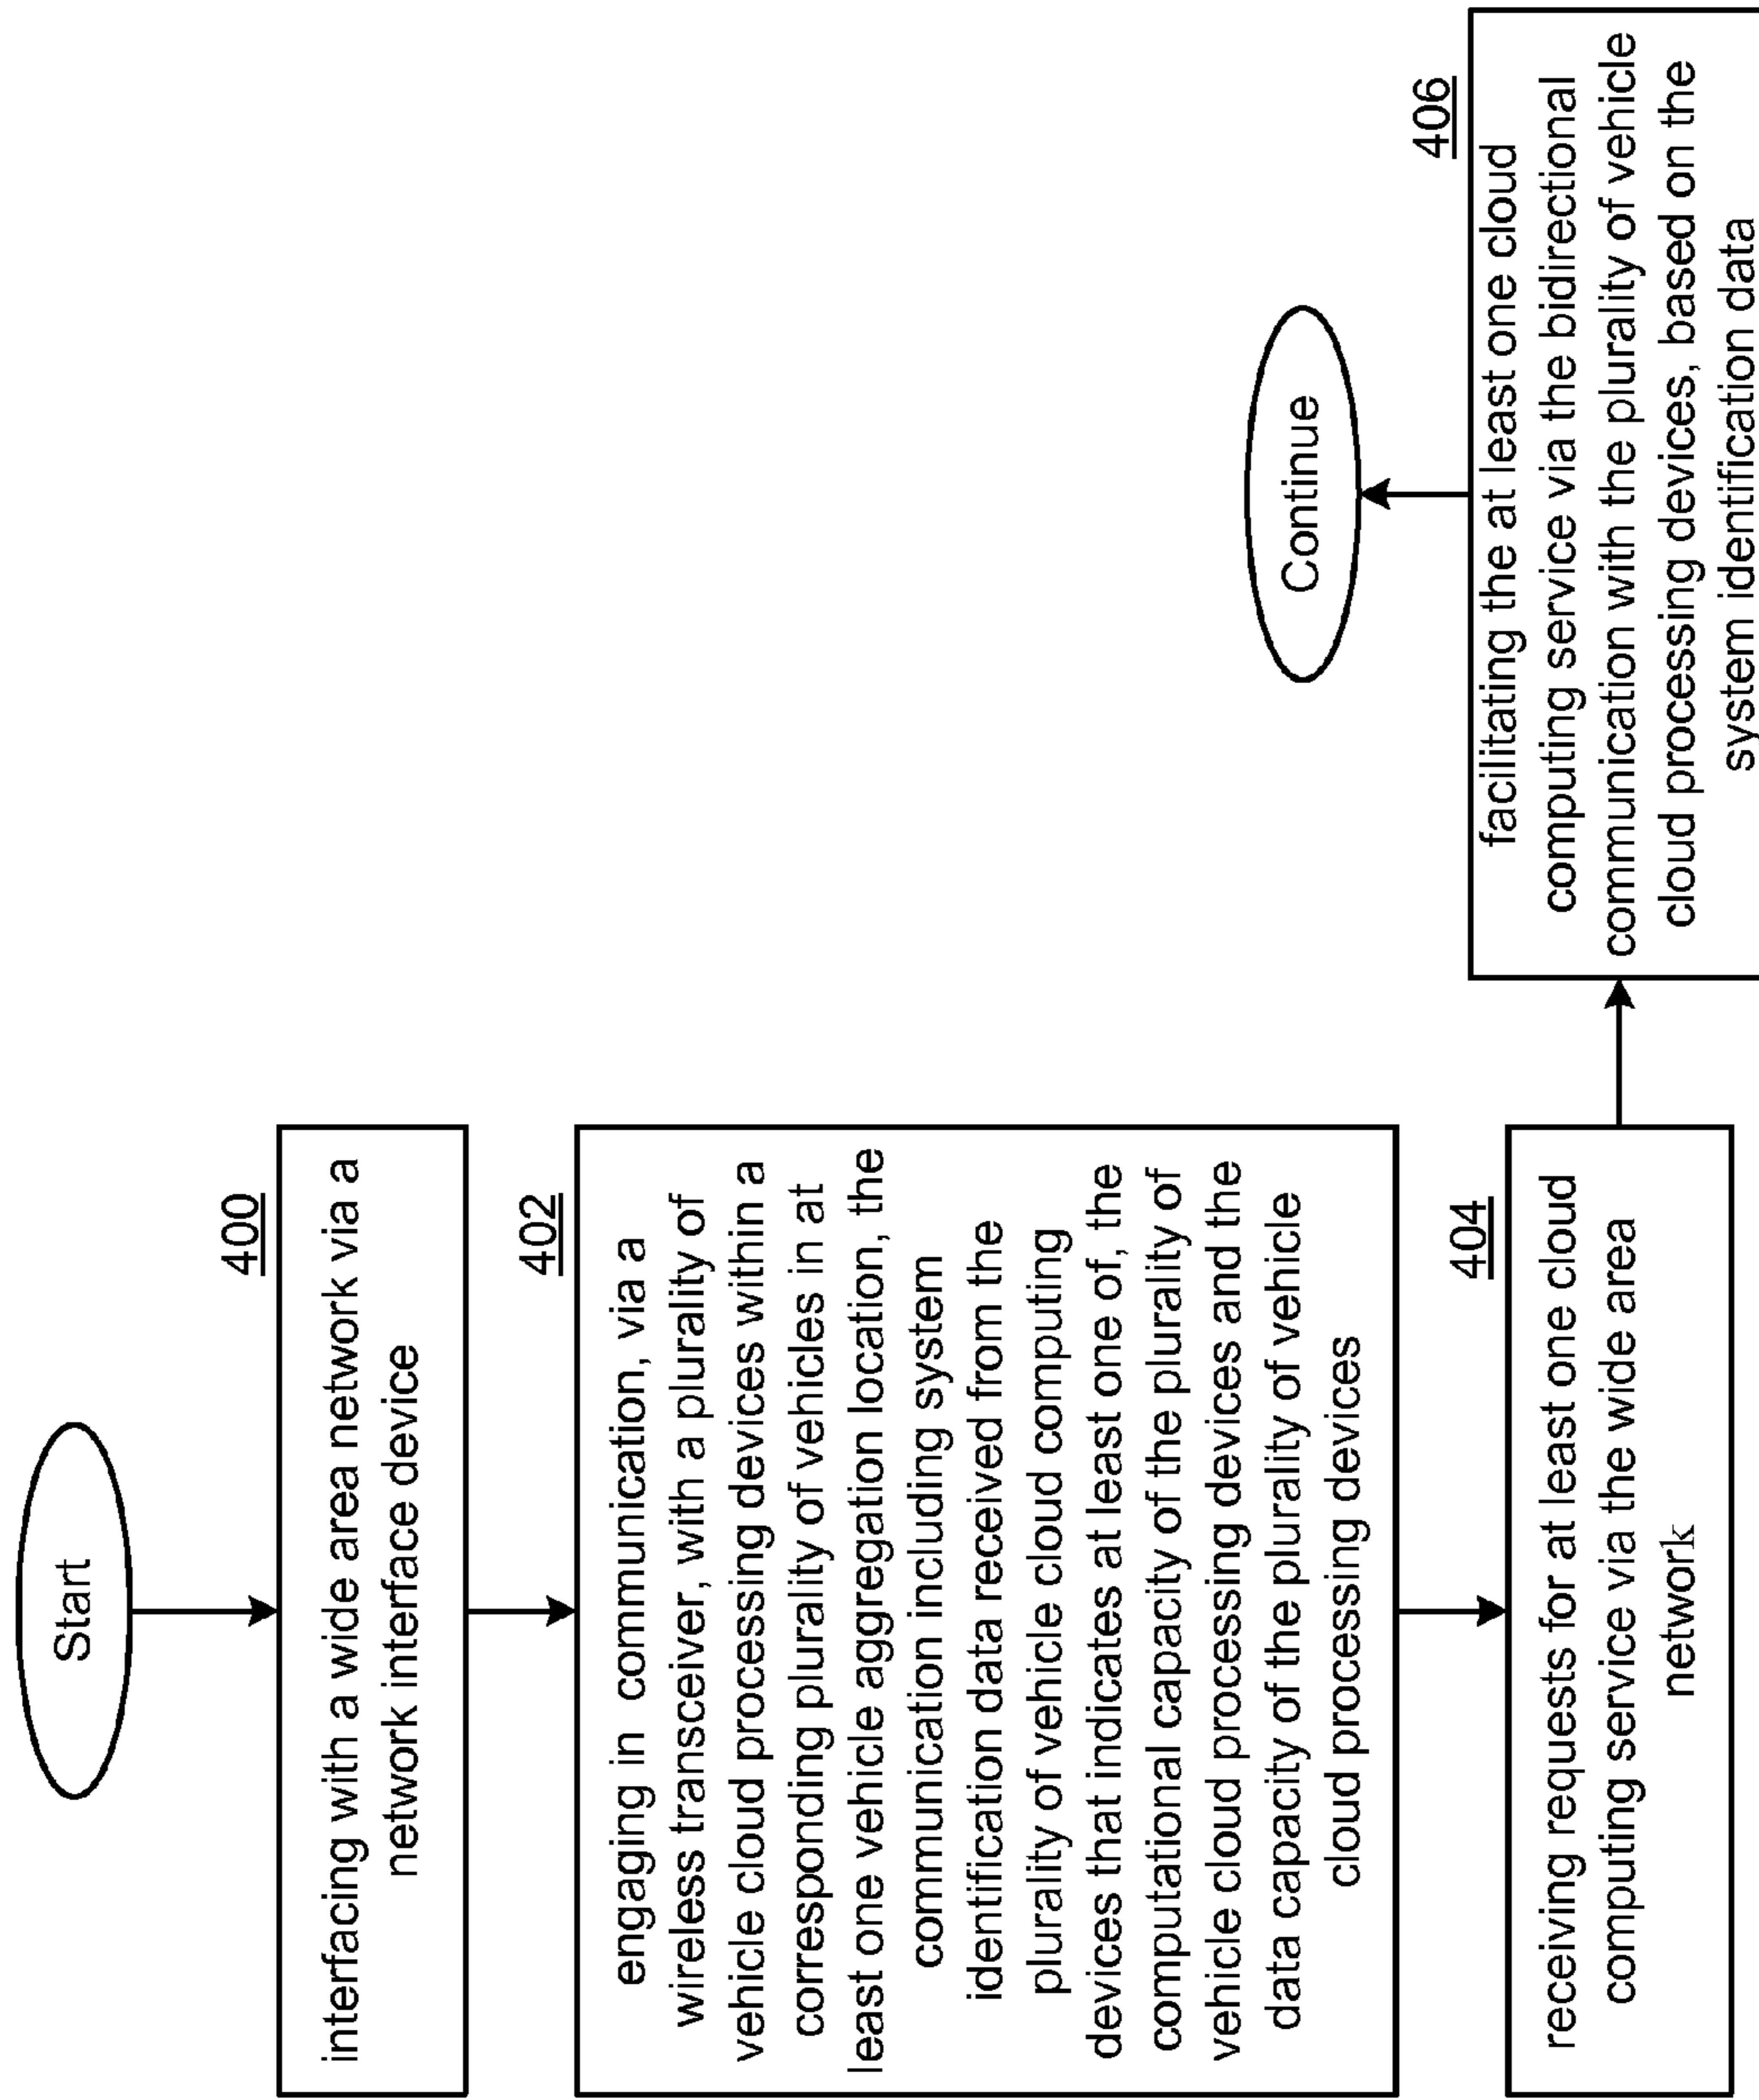 Start
400
interfacing with a wide area network via a
network interface device
402
engaging in communication, via a
wireless transceiver, with a plurality of
vehicle cloud processing devices within a
corresponding plurality of vehicles in at
least one vehicle aggregation location, the
communication including system
identification data received from the
plurality of vehicle cloud computing
devices that indicates at least one of, the
computational capacity of the plurality of
vehicle cloud processing devices and the
data capacity of the plurality of vehicle
cloud processing devices
404
receiving requests for at least one cloud
computing service via the wide area
network
406
facilitating the at least one cloud
computing service via the bidirectional
communication with the plurality of vehicle
cloud processing devices, based on the
system identification data
Continue